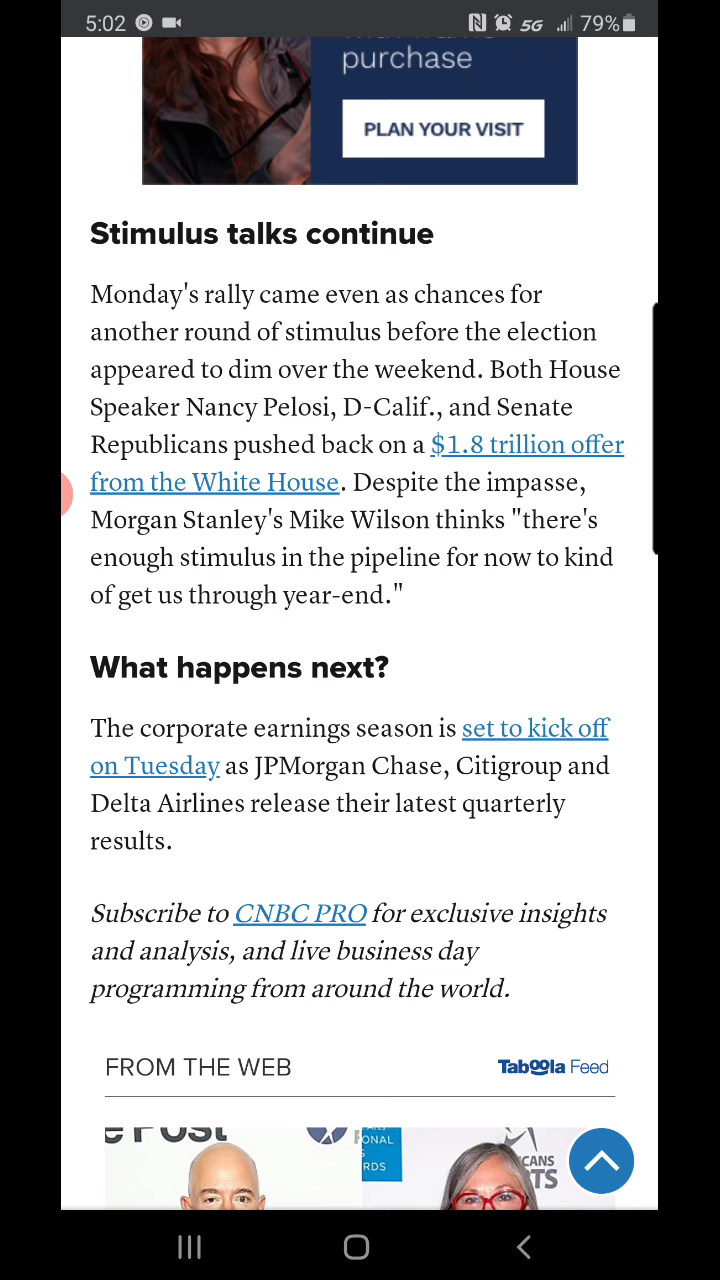 5:02
5G
79%
purchase
PLAN YOUR VISIT
Stimulus talks continue
Monday's rally came even as chances for
another round of stimulus before the election
appeared to dim over the weekend. Both House
Speaker Nancy Pelosi, D-Calif., and Senate
Republicans pushed back on a $1.8 trillion offer
from the White House. Despite the impasse,
Morgan Stanley's Mike Wilson thinks "there's
enough stimulus in the pipeline for now to kind
of get us through year-end."
What happens next?
The corporate earnings season is set to kick off
on Tuesday as JPMorgan Chase, Citigroup and
Delta Airlines release their latest quarterly
results.
Subscribe to CNBC PRO for exclusive insights
and analysis, and live business day
programming from around the world.
FROM THE WEB
Taboola Feed
e Post
ONAL
RDS
CANS
TS